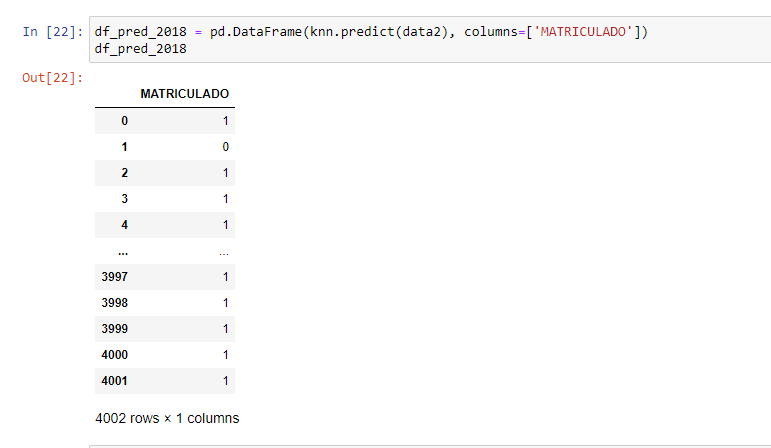 In [22]: df_pred_2018 = pd.DataFrame(knn.predict(data2), columns=['MATRICULADO'])
df_pred_2018
Out[22]:
MATRICULADO
0 1
1 0
2 1
3 1
4 1
... ...
3997 1
3998 1
3999 1
4000 1
4001 1
4002 rows × 1 columns